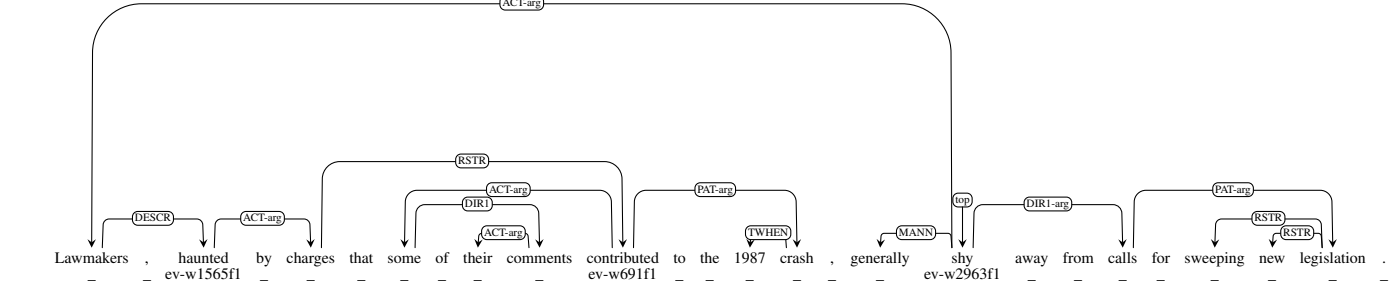 ACT-arg
RSTR
ACT-arg PAT-arg PAT-arg
top
DIR1 DIR1-arg
DESCR ACT-arg RSTR
ACT-arg TWHEN MANN RSTR
Lawmakers , haunted by charges that some of their comments contributed to the 1987 crash , generally shy away from calls for sweeping new legislation .
_ _ ev-w1565f1 _ _ _ _ _ _ _ ev-w691f1 _ _ _ _ _ _ ev-w2963f1 _ _ _ _ _ _ _ _